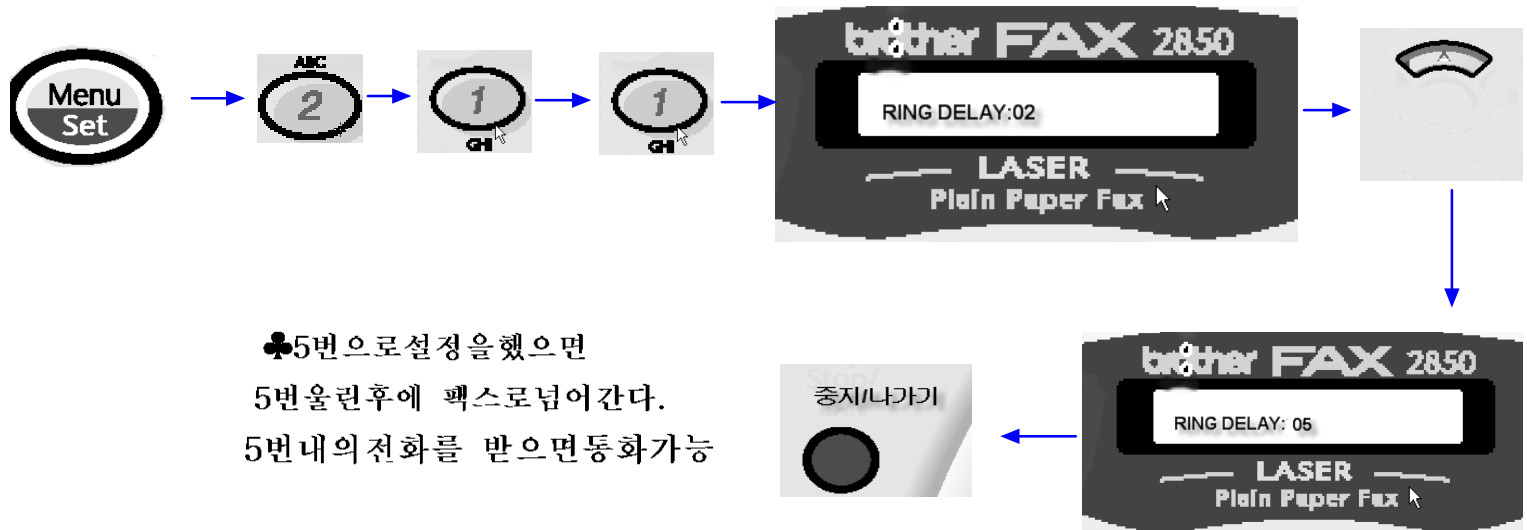 Menu
Set
ABC
2
1
GHI
1
GHI
brother FAX 2850
RING DELAY:02
LASER
Plain Paper Fax
♣5번으로설정을했으면
5번울린후에 팩스로넘어간다.
5번내의전화를 받으면통화가능
Stop/
중지/나가기
brother FAX 2850
RING DELAY: 05
LASER
Plain Paper Fax